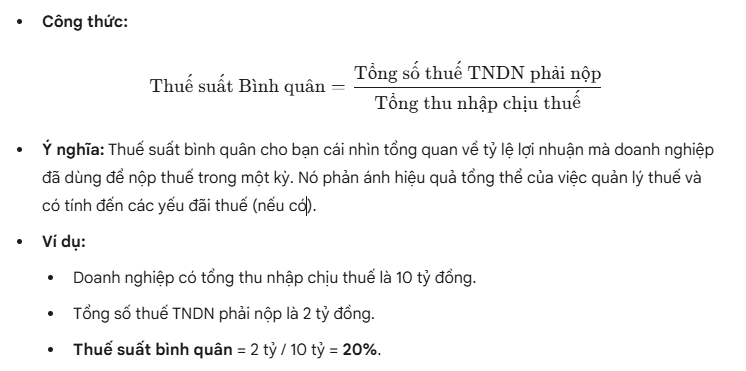 Công thức:
Thuế suất Bình quân = Tổng số thuế TNDN phải nộp
Tổng thu nhập chịu thuế
Ý nghĩa: Thuế suất bình quân cho bạn cái nhìn tổng quan về tỷ lệ lợi nhuận mà doanh nghiệp
đã dùng để nộp thuế trong một kỳ. Nó phản ánh hiệu quả tổng thể của việc quản lý thuế và
có tính đến các yếu đãi thuế (nếu có).
Ví dụ:
Doanh nghiệp có tổng thu nhập chịu thuế là 10 tỷ đồng.
Tổng số thuế TNDN phải nộp là 2 tỷ đồng.
Thuế suất bình quân = 2 tỷ / 10 tỷ = 20%.